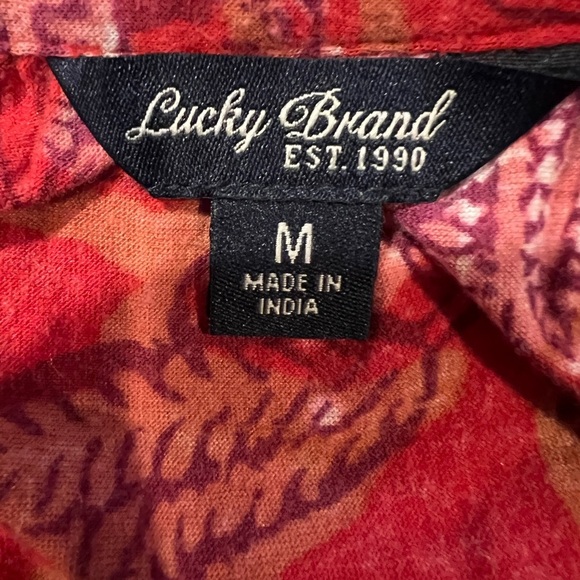 Lucky Brand
EST. 1990
M
MADE IN
INDIA